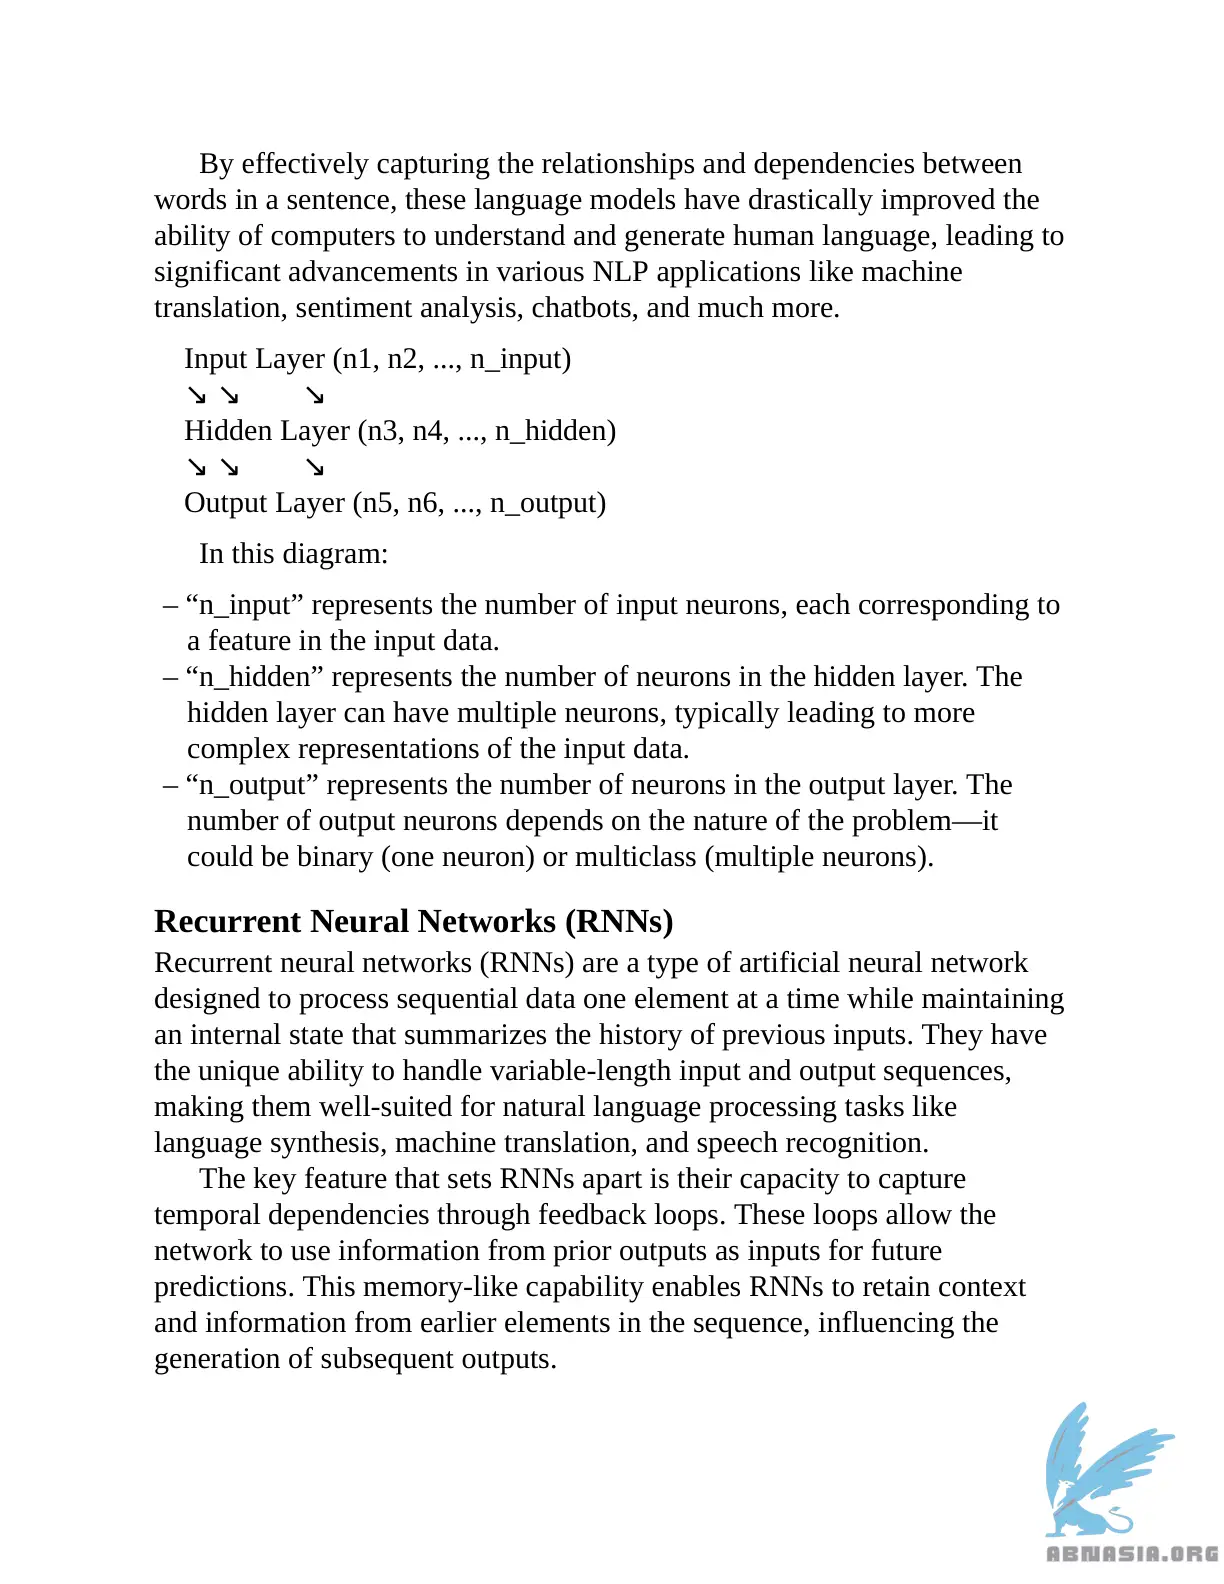 By effectively capturing the relationships and dependencies between
words in a sentence, these language models have drastically improved the
ability of computers to understand and generate human language, leading to
significant advancements in various NLP applications like machine
translation, sentiment analysis, chatbots, and much more.
Input Layer (n1, n2, ..., n_input)
↘ ↘ ↘
Hidden Layer (n3, n4, ..., n_hidden)
↘ ↘ ↘
Output Layer (n5, n6, ..., n_output)
In this diagram:
– “n_input” represents the number of input neurons, each corresponding to
a feature in the input data.
– “n_hidden” represents the number of neurons in the hidden layer. The
hidden layer can have multiple neurons, typically leading to more
complex representations of the input data.
– “n_output” represents the number of neurons in the output layer. The
number of output neurons depends on the nature of the problem—it
could be binary (one neuron) or multiclass (multiple neurons).
Recurrent Neural Networks (RNNs)
Recurrent neural networks (RNNs) are a type of artificial neural network
designed to process sequential data one element at a time while maintaining
an internal state that summarizes the history of previous inputs. They have
the unique ability to handle variable-length input and output sequences,
making them well-suited for natural language processing tasks like
language synthesis, machine translation, and speech recognition.
The key feature that sets RNNs apart is their capacity to capture
temporal dependencies through feedback loops. These loops allow the
network to use information from prior outputs as inputs for future
predictions. This memory-like capability enables RNNs to retain context
and information from earlier elements in the sequence, influencing the
generation of subsequent outputs.
ABNASIA.ORG